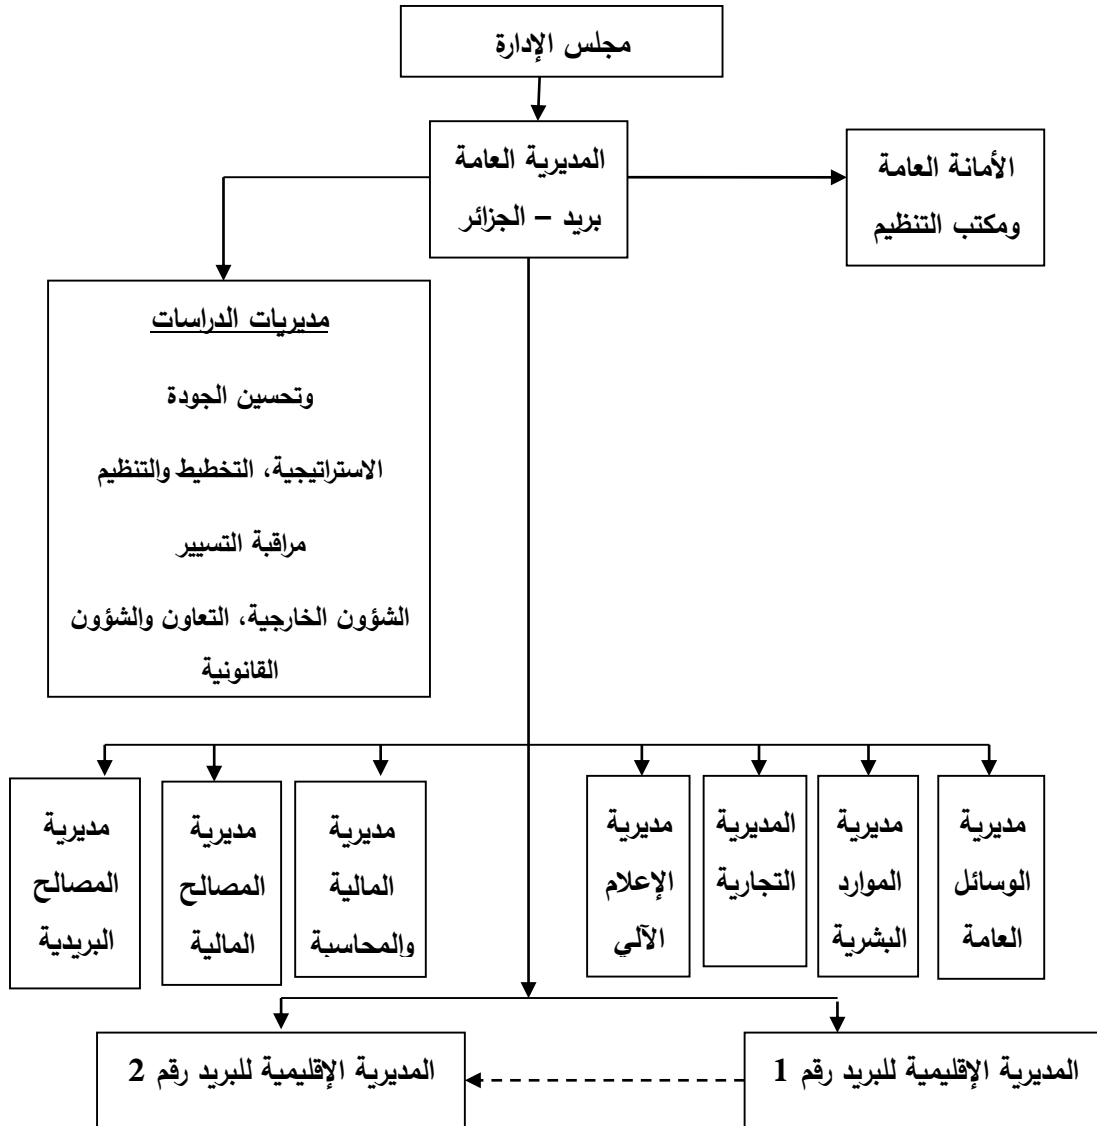 مجلس الإدارة
المديرية العامة
بريد – الجزائر
الأمانة العامة
ومكتب التنظيم
مديريات الدراسات
وتحسين الجودة
الاستراتيجية، التخطيط والتنظيم
مراقبة التسيير
الشؤون الخارجية، التعاون والشؤون
القانونية
مديرية
الوسائل
العامة
مديرية
الموارد
البشرية
المديرية
التجارية
مديرية
الإعلام
الآلي
مديرية
المالية
والمحاسبة
مديرية
المصالح
المالية
مديرية
المصالح
البريدية
المديرية الإقليمية للبريد رقم 1
المديرية الإقليمية للبريد رقم 2